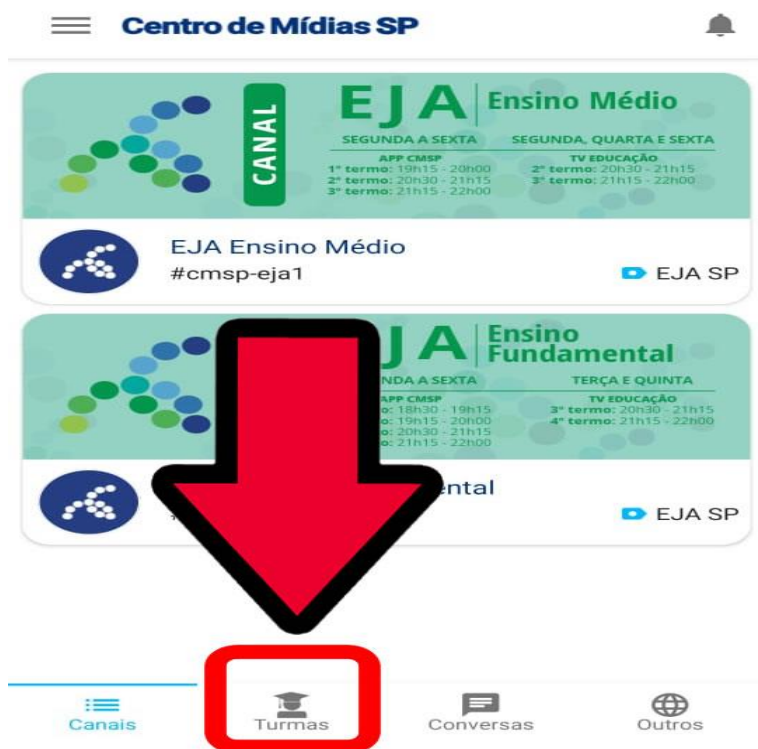 Centro de Mídias SP
CANAL
EJA Ensino Médio
SEGUNDA A SEXTA
APP CMSP
1º termo: 19h15 - 20h00
2º termo: 20h30 - 21h15
3º termo: 21h15 - 22h00
SEGUNDA, QUARTA E SEXTA
TV EDUCAÇÃO
2º termo: 20h30 - 21h15
3º termo: 21h15 - 22h00
EJA Ensino Médio
#cmsp-eja1
EJA SP
JA Ensino
Fundamental
NDA A SEXTA
APP CMSP
o: 18h30 - 19h15
o: 19h15 - 20h00
o: 20h30 - 21h15
o: 21h15 - 22h00
TERÇA E QUINTA
TV EDUCAÇÃO
3º termo: 20h30 - 21h15
4º termo: 21h15 - 22h00
ental
EJA SP
Canais
Turmas
Conversas
Outros